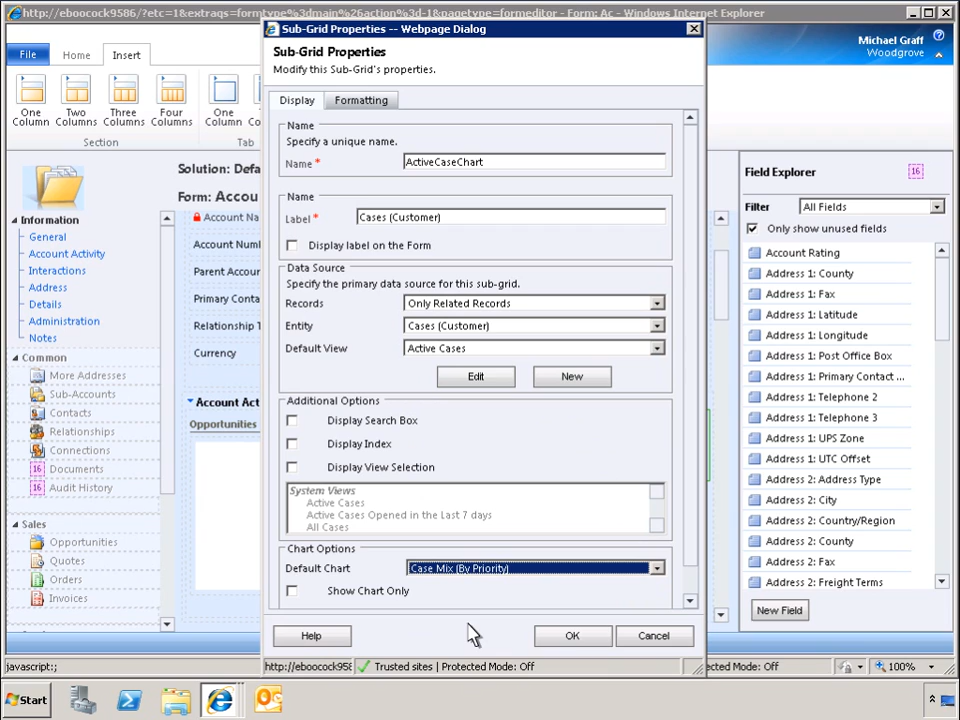 http://eboocock9586/?etc=1&extraqs=formtype%3dmain%26action%3d-1&pagetype=formeditor - Form: Ac - Windows Internet Explorer
File
Home
Insert
Michael Graff
Woodgrove
One Column
Two Columns
Three Columns
Four Columns
One Column
Section
Tab
Solution: Defa
Form: Accou
Information
General
Account Activity
Interactions
Address
Details
Administration
Notes
Common
More Addresses
Sub-Accounts
Contacts
Relationships
Connections
16 Documents
16 Audit History
Sales
Opportunities
Quotes
Orders
Invoices
Account Na
Account Numb
Parent Accour
Primary Conta
Relationship T
Currency
Account Act
Opportunities
Sub-Grid Properties -- Webpage Dialog
Sub-Grid Properties
Modify this Sub-Grid's properties.
Display
Formatting
Name
Specify a unique name.
Name * ActiveCaseChart
Name
Label * Cases (Customer)
Display label on the Form
Data Source
Specify the primary data source for this sub-grid.
Records Only Related Records
Entity Cases (Customer)
Default View Active Cases
Edit
New
Additional Options
Display Search Box
Display Index
Display View Selection
System Views
Active Cases
Active Cases Opened in the Last 7 days
All Cases
Chart Options
Default Chart Case Mix (By Priority)
Show Chart Only
Help
OK
Cancel
http://eboocock958
Trusted sites | Protected Mode: Off
Field Explorer 16
Filter All Fields
Only show unused fields
Account Rating
Address 1: County
Address 1: Fax
Address 1: Latitude
Address 1: Longitude
Address 1: Post Office Box
Address 1: Primary Contact ...
Address 1: Telephone 2
Address 1: Telephone 3
Address 1: UPS Zone
Address 1: UTC Offset
Address 2: Address Type
Address 2: City
Address 2: Country/Region
Address 2: County
Address 2: Fax
Address 2: Freight Terms
New Field
javascript:;
ected Mode: Off
100%
Start